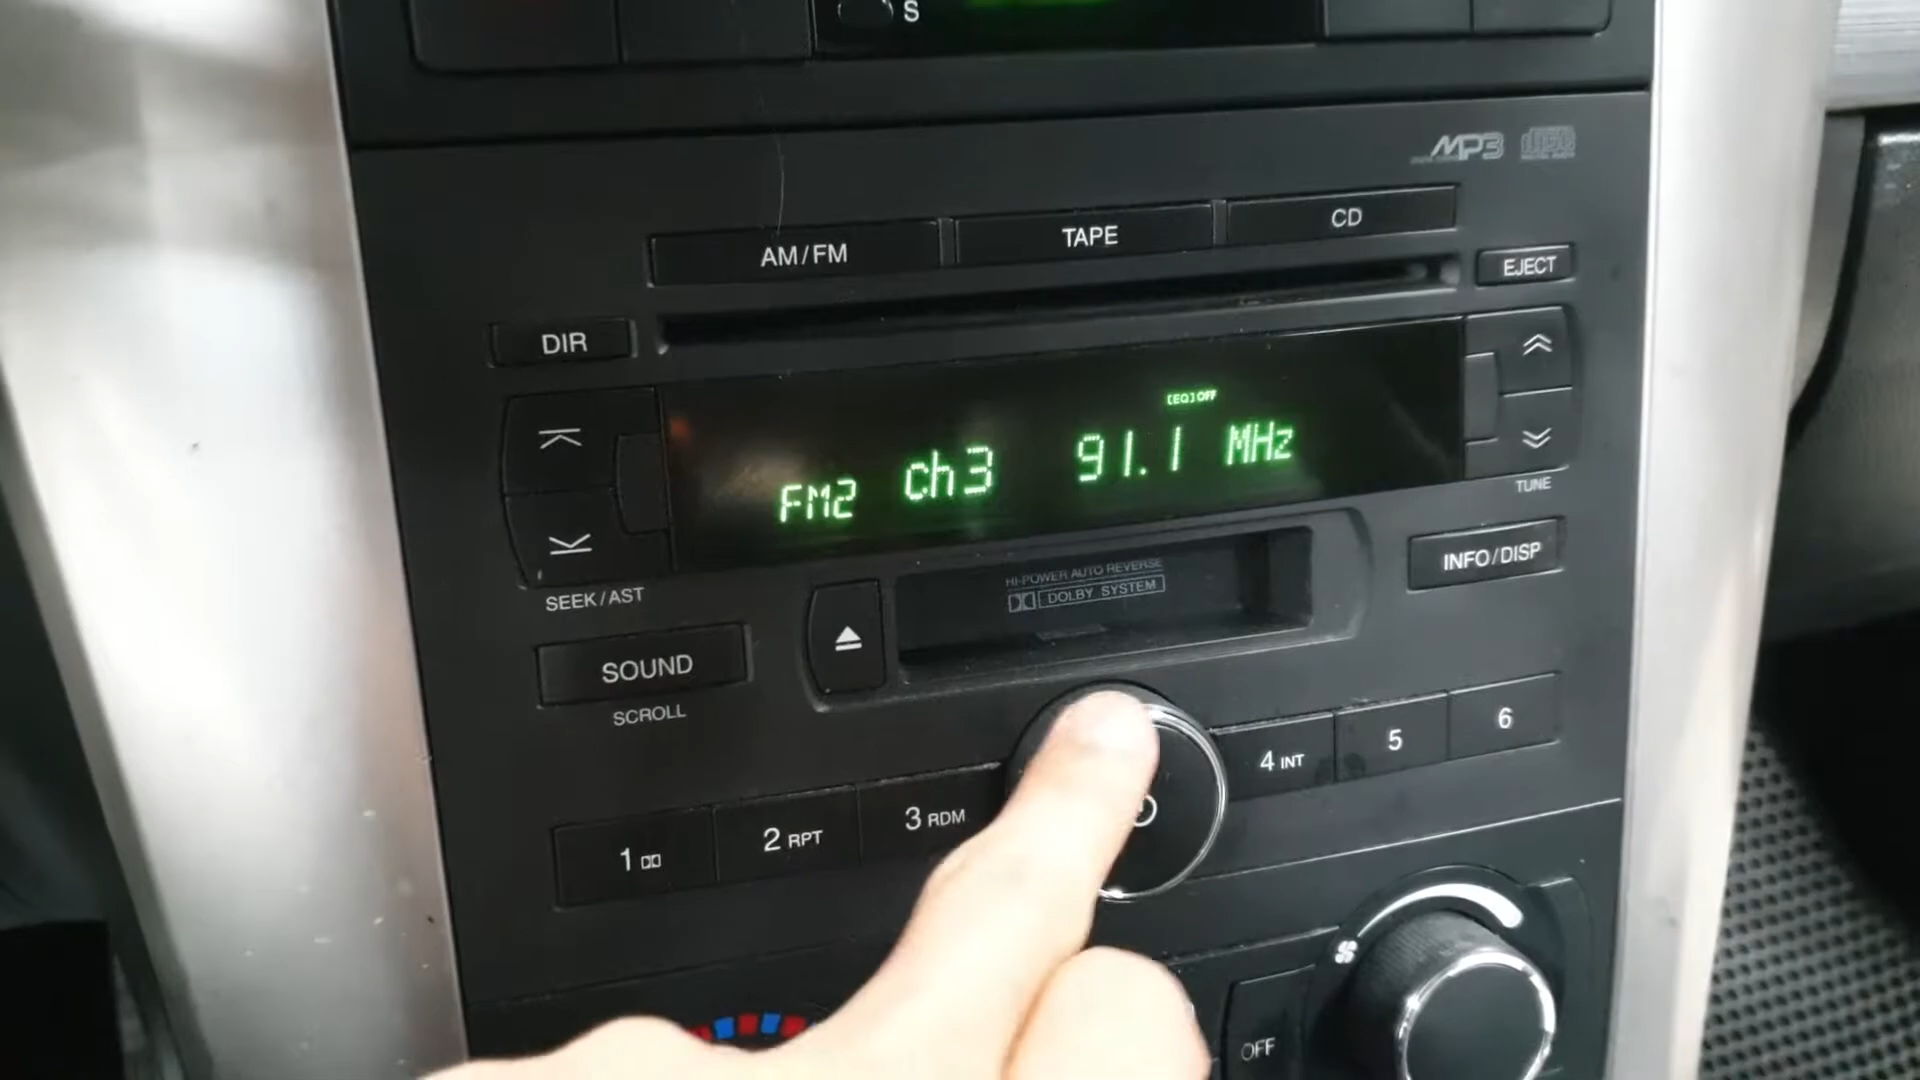 S
MP3
AM/FM TAPE CD
EJECT
DIR
[EQ] OFF
FM2 ch3 91.1 MHz
TUNE
INFO/DISP
HI-POWER AUTO REVERSE
DOLBY SYSTEM
SEEK/AST
SOUND
SCROLL
1 2 RPT 3 RDM 4 INT 5 6
OFF